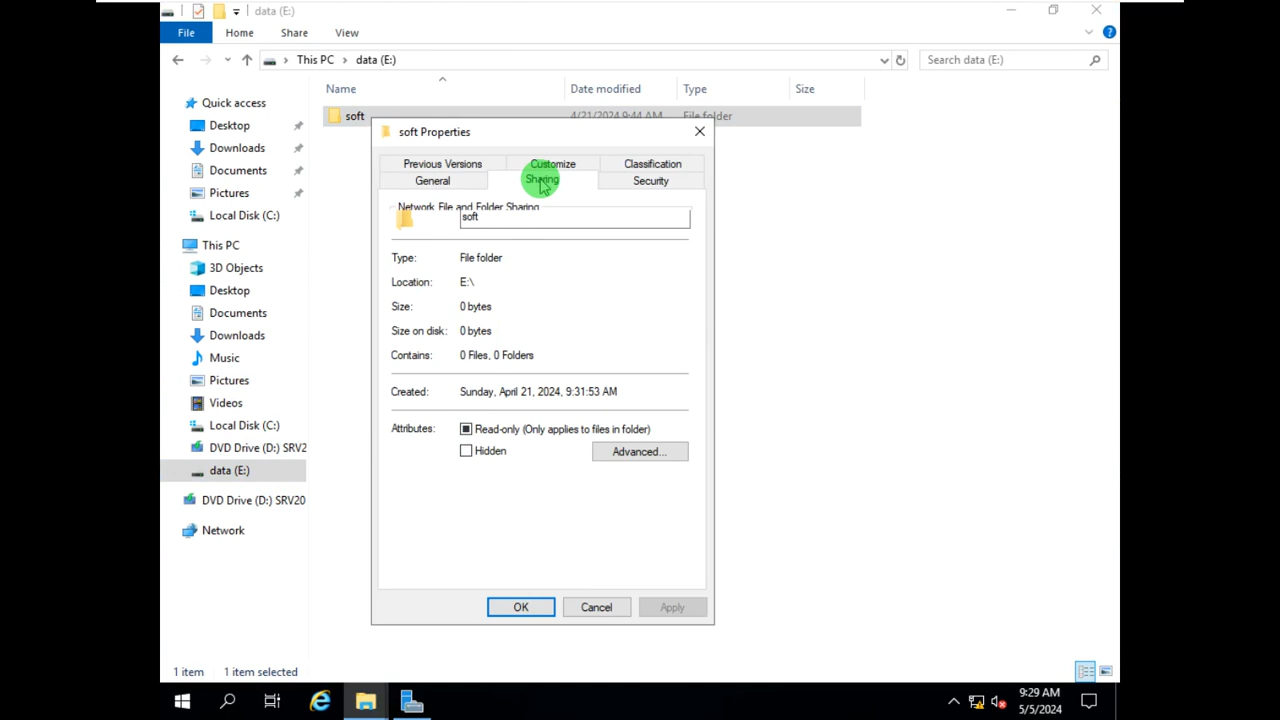 data (E:)
File Home Share View
This PC data (E:) Search data (E:)
Name Date modified Type Size
Quick access
Desktop
Downloads
Documents
Pictures
Local Disk (C:)
This PC
3D Objects
Desktop
Documents
Downloads
Music
Pictures
Videos
Local Disk (C:)
DVD Drive (D:) SRV2
data (E:)
DVD Drive (D:) SRV20
Network
soft 4/21/2024 9:44 AM File folder
soft Properties
Previous Versions Customize Classification
General Sharing Security
Network File and Folder Sharing
soft
Type: File folder
Location: E:\
Size: 0 bytes
Size on disk: 0 bytes
Contains: 0 Files, 0 Folders
Created: Sunday, April 21, 2024, 9:31:53 AM
Attributes: Read-only (Only applies to files in folder)
Hidden Advanced...
OK Cancel Apply
1 item 1 item selected
9:29 AM
5/5/2024